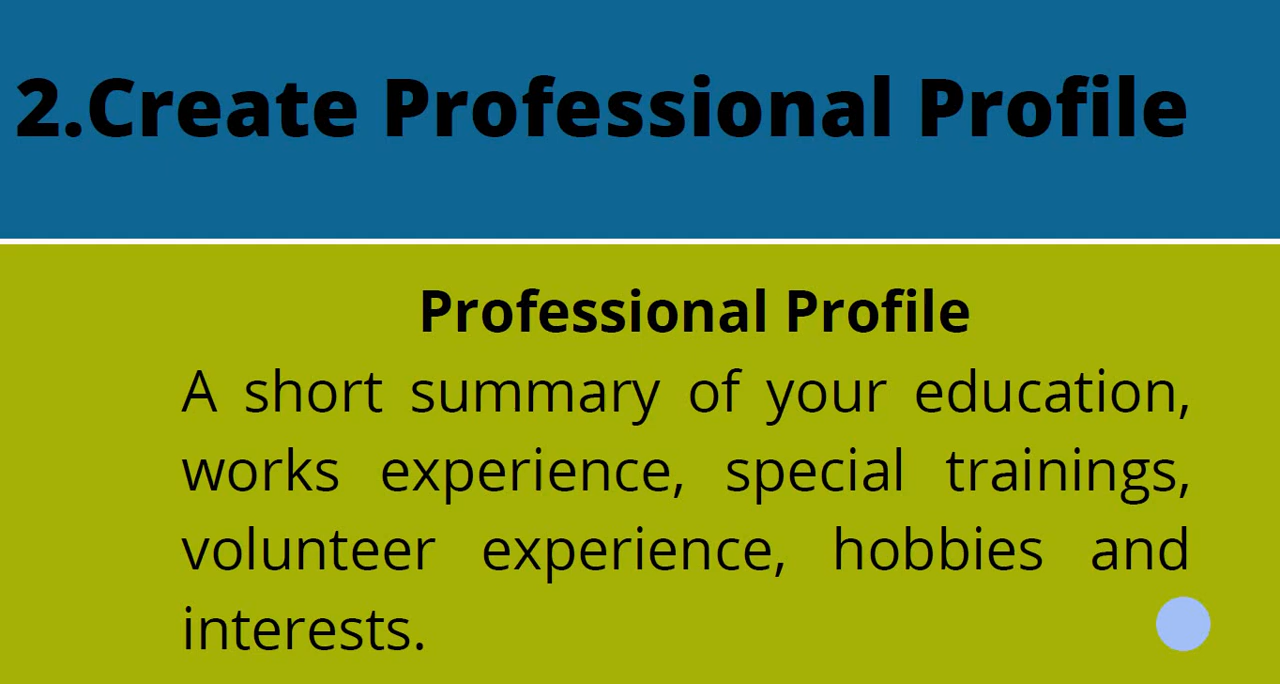 2.Create Professional Profile
Professional Profile
A short summary of your education,
works experience, special trainings,
volunteer experience, hobbies and
interests.